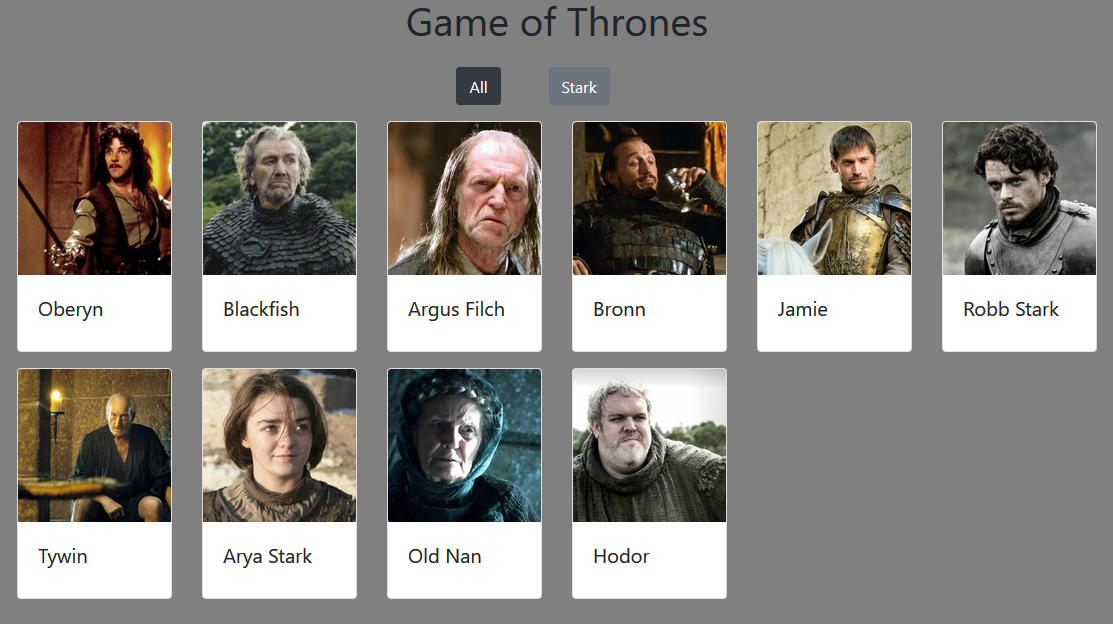 Game of Thrones
All
Stark
Oberyn
Blackfish
Argus Filch
Bronn
Jamie
Robb Stark
Tywin
Arya Stark
Old Nan
Hodor